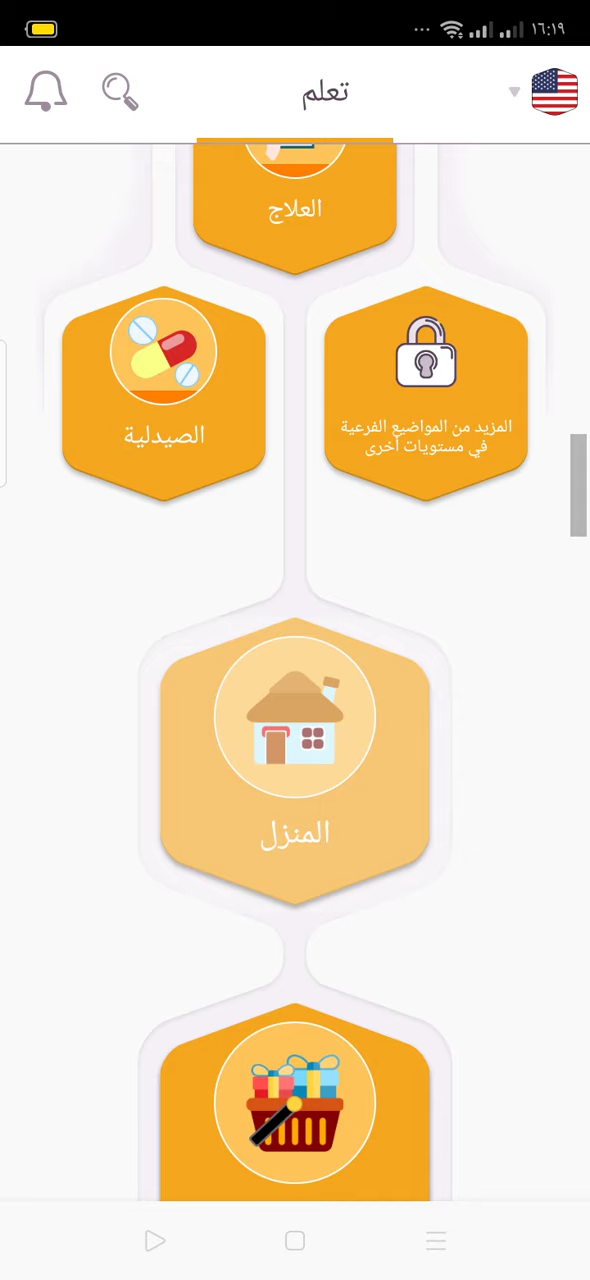 ١٦:١٩
تعلم
العلاج
المزيد من المواضيع الفرعية
في مستويات أخرى
الصيدلية
المنزل